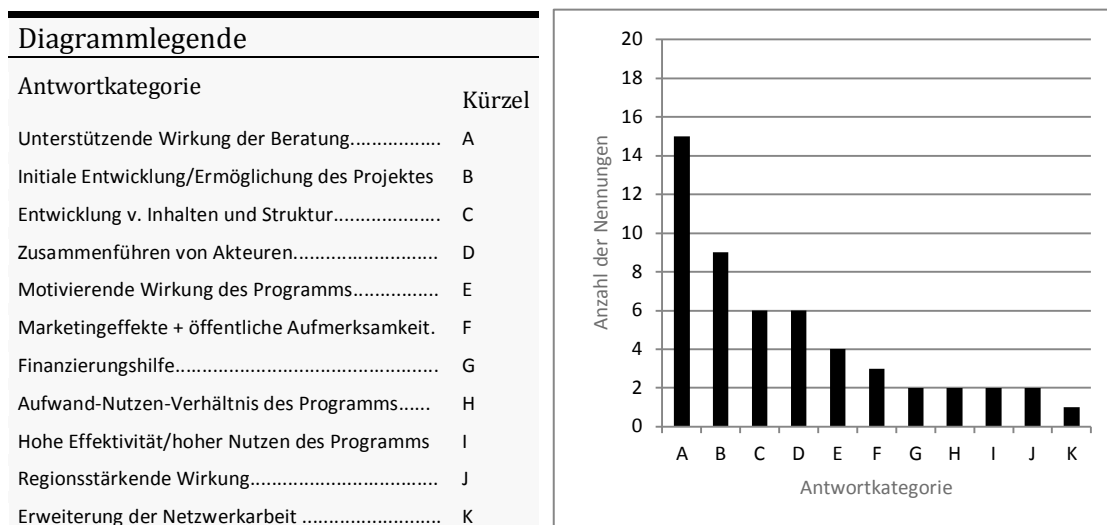 Diagrammlegende
Antwortkategorie Kürzel
Unterstützende Wirkung der Beratung.................. A
Initiale Entwicklung/Ermöglichung des Projektes B
Entwicklung v. Inhalten und Struktur..................... C
Zusammenführen von Akteuren............................ D
Motivierende Wirkung des Programms................. E
Marketingeffekte + öffentliche Aufmerksamkeit. F
Finanzierungshilfe................................................... G
Aufwand-Nutzen-Verhältnis des Programms...... H
Hohe Effektivität/hoher Nutzen des Programms I
Regionsstärkende Wirkung.................................... J
Erweiterung der Netzwerkarbeit ........................... K
Anzahl der Nennungen
20
18
16
14
12
10
8
6
4
2
0
A B C D E F G H I J K
Antwortkategorie